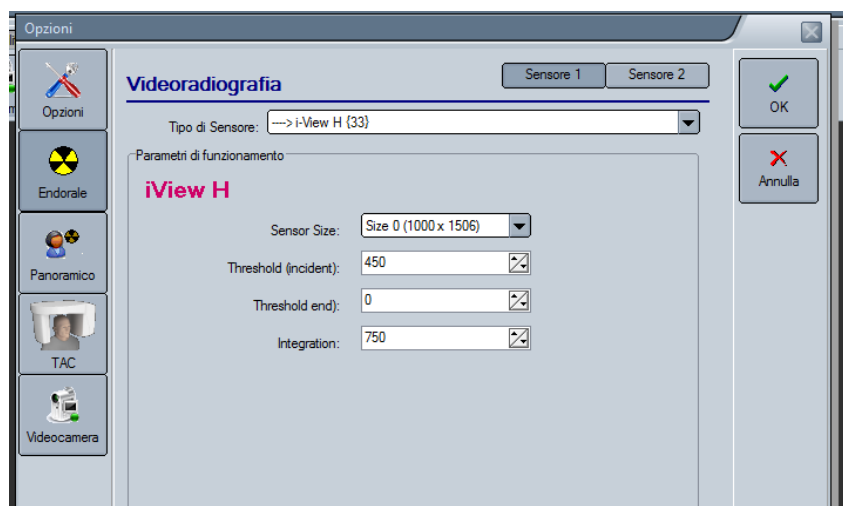 Opzioni
Opzioni
Endorale
Panoramico
TAC
Videocamera
Videoradiografia
Sensore 1
Sensore 2
Tipo di Sensore:
----> i-View H {33}
Parametri di funzionamento
iView H
Sensor Size:
Size 0 (1000 x 1506)
Threshold (incident):
450
Threshold end):
0
Integration:
750
OK
Annulla